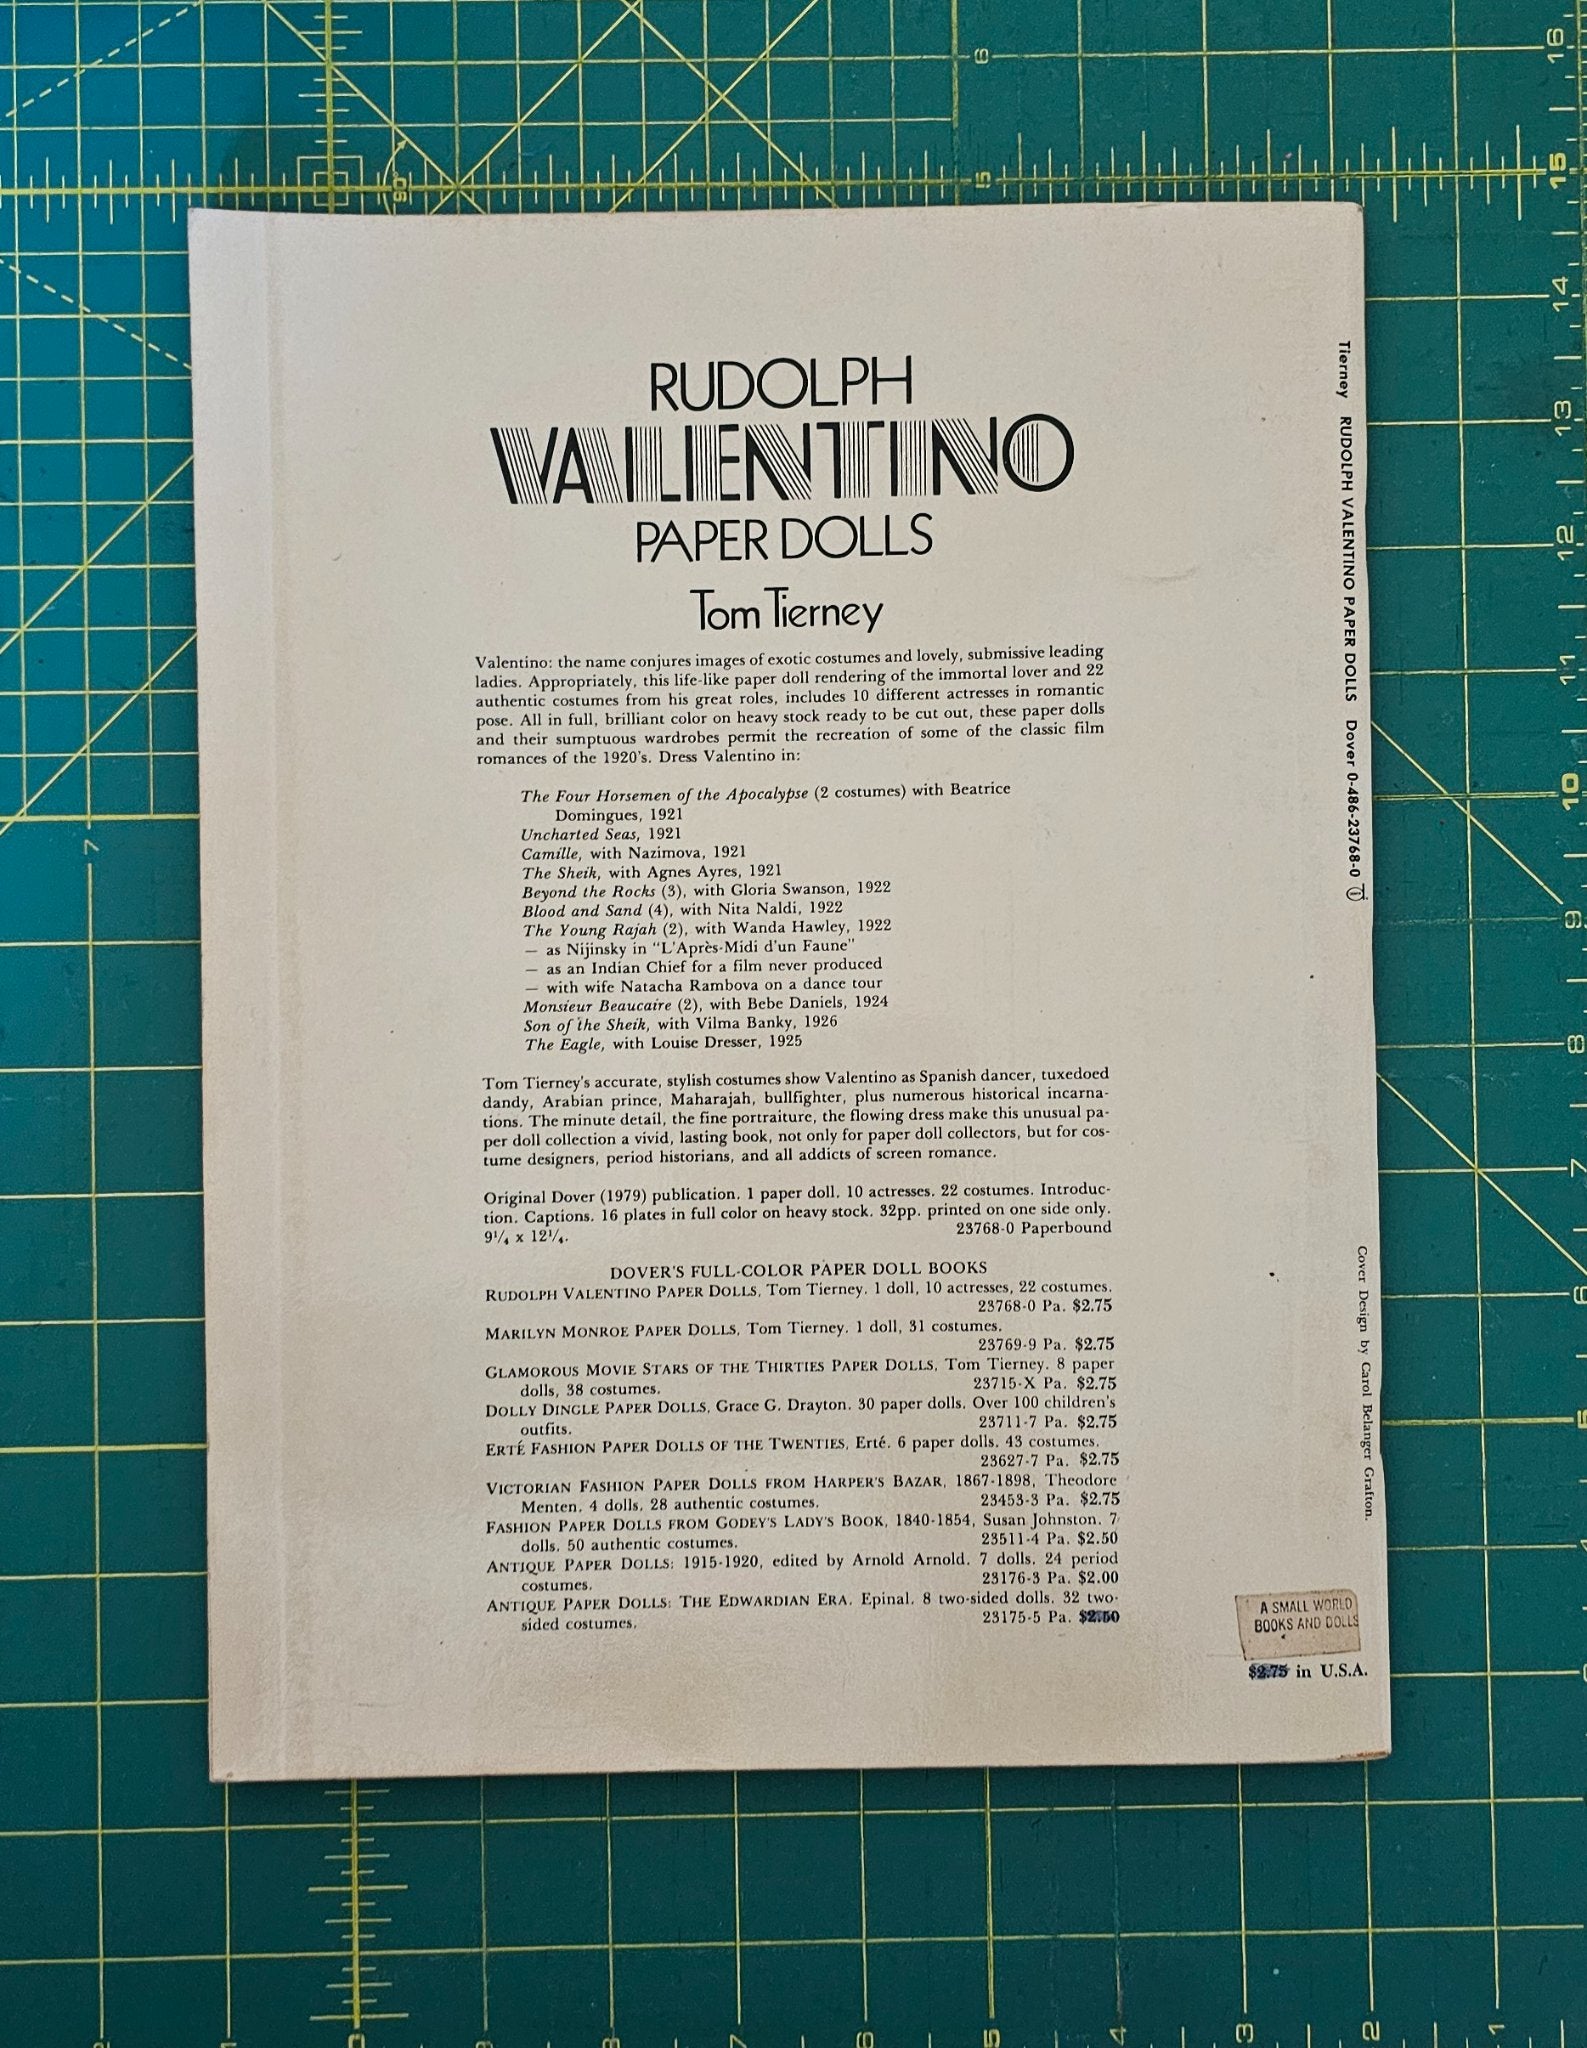 RUDOLPH
VALENTINO
PAPER DOLLS
Tom Tierney
Valentino: the name conjures images of exotic costumes and lovely, submissive leading
ladies. Appropriately, this life-like paper doll rendering of the immortal lover and 22
authentic costumes from his great roles, includes 10 different actresses in romantic
pose. All in full, brilliant color on heavy stock ready to be cut out, these paper dolls
and their sumptuous wardrobes permit the recreation of some of the classic film
romances of the 1920's. Dress Valentino in:
The Four Horsemen of the Apocalypse (2 costumes) with Beatrice
Domingues, 1921
Uncharted Seas, 1921
Camille, with Nazimova, 1921
The Sheik, with Agnes Ayres, 1921
Beyond the Rocks (3), with Gloria Swanson, 1922
Blood and Sand (4), with Nita Naldi, 1922
The Young Rajah (2), with Wanda Hawley, 1922
— as Nijinsky in "L'Après-Midi d'un Faune"
— as an Indian Chief for a film never produced
— with wife Natacha Rambova on a dance tour
Monsieur Beaucaire (2), with Bebe Daniels, 1924
Son of the Sheik, with Vilma Banky, 1926
The Eagle, with Louise Dresser, 1925
Tom Tierney's accurate, stylish costumes show Valentino as Spanish dancer, tuxedoed
dandy, Arabian prince, Maharajah, bullfighter, plus numerous historical incarna-
tions. The minute detail, the fine portraiture, the flowing dress make this unusual pa-
per doll collection a vivid, lasting book, not only for paper doll collectors, but for cos-
tume designers, period historians, and all addicts of screen romance.
Original Dover (1979) publication. 1 paper doll. 10 actresses. 22 costumes. Introduc-
tion. Captions. 16 plates in full color on heavy stock. 32pp. printed on one side only.
9¼ x 12¼. 23768-0 Paperbound
DOVER'S FULL-COLOR PAPER DOLL BOOKS
RUDOLPH VALENTINO PAPER DOLLS, Tom Tierney. 1 doll, 10 actresses, 22 costumes.
23768-0 Pa. $2.75
MARILYN MONROE PAPER DOLLS, Tom Tierney. 1 doll, 31 costumes.
23769-9 Pa. $2.75
GLAMOROUS MOVIE STARS OF THE THIRTIES PAPER DOLLS, Tom Tierney. 8 paper
dolls, 38 costumes. 23715-X Pa. $2.75
DOLLY DINGLE PAPER DOLLS, Grace G. Drayton. 30 paper dolls. Over 100 children's
outfits. 23711-7 Pa. $2.75
ERTÉ FASHION PAPER DOLLS OF THE TWENTIES, Erté. 6 paper dolls. 43 costumes.
23627-7 Pa. $2.75
VICTORIAN FASHION PAPER DOLLS FROM HARPER'S BAZAR, 1867-1898, Theodore
Menten. 4 dolls, 28 authentic costumes. 23453-3 Pa. $2.75
FASHION PAPER DOLLS FROM GODEY'S LADY'S BOOK, 1840-1854, Susan Johnston. 7
dolls. 50 authentic costumes. 23511-4 Pa. $2.50
ANTIQUE PAPER DOLLS: 1915-1920, edited by Arnold Arnold. 7 dolls. 24 period
costumes. 23176-3 Pa. $2.00
ANTIQUE PAPER DOLLS: THE EDWARDIAN ERA. Epinal. 8 two-sided dolls. 32 two-
sided costumes. 23175-5 Pa. $2.50
A SMALL WORLD
BOOKS AND DOLLS
$2.75 in U.S.A.
Tierney RUDOLPH VALENTINO PAPER DOLLS Dover 0-486-23768-0
Cover Design by Carol Belanger Grafton.
90°
6
5
16
15
14
13
12
11
10
9
8
7
6
5
7
7
5
4
3
2
1